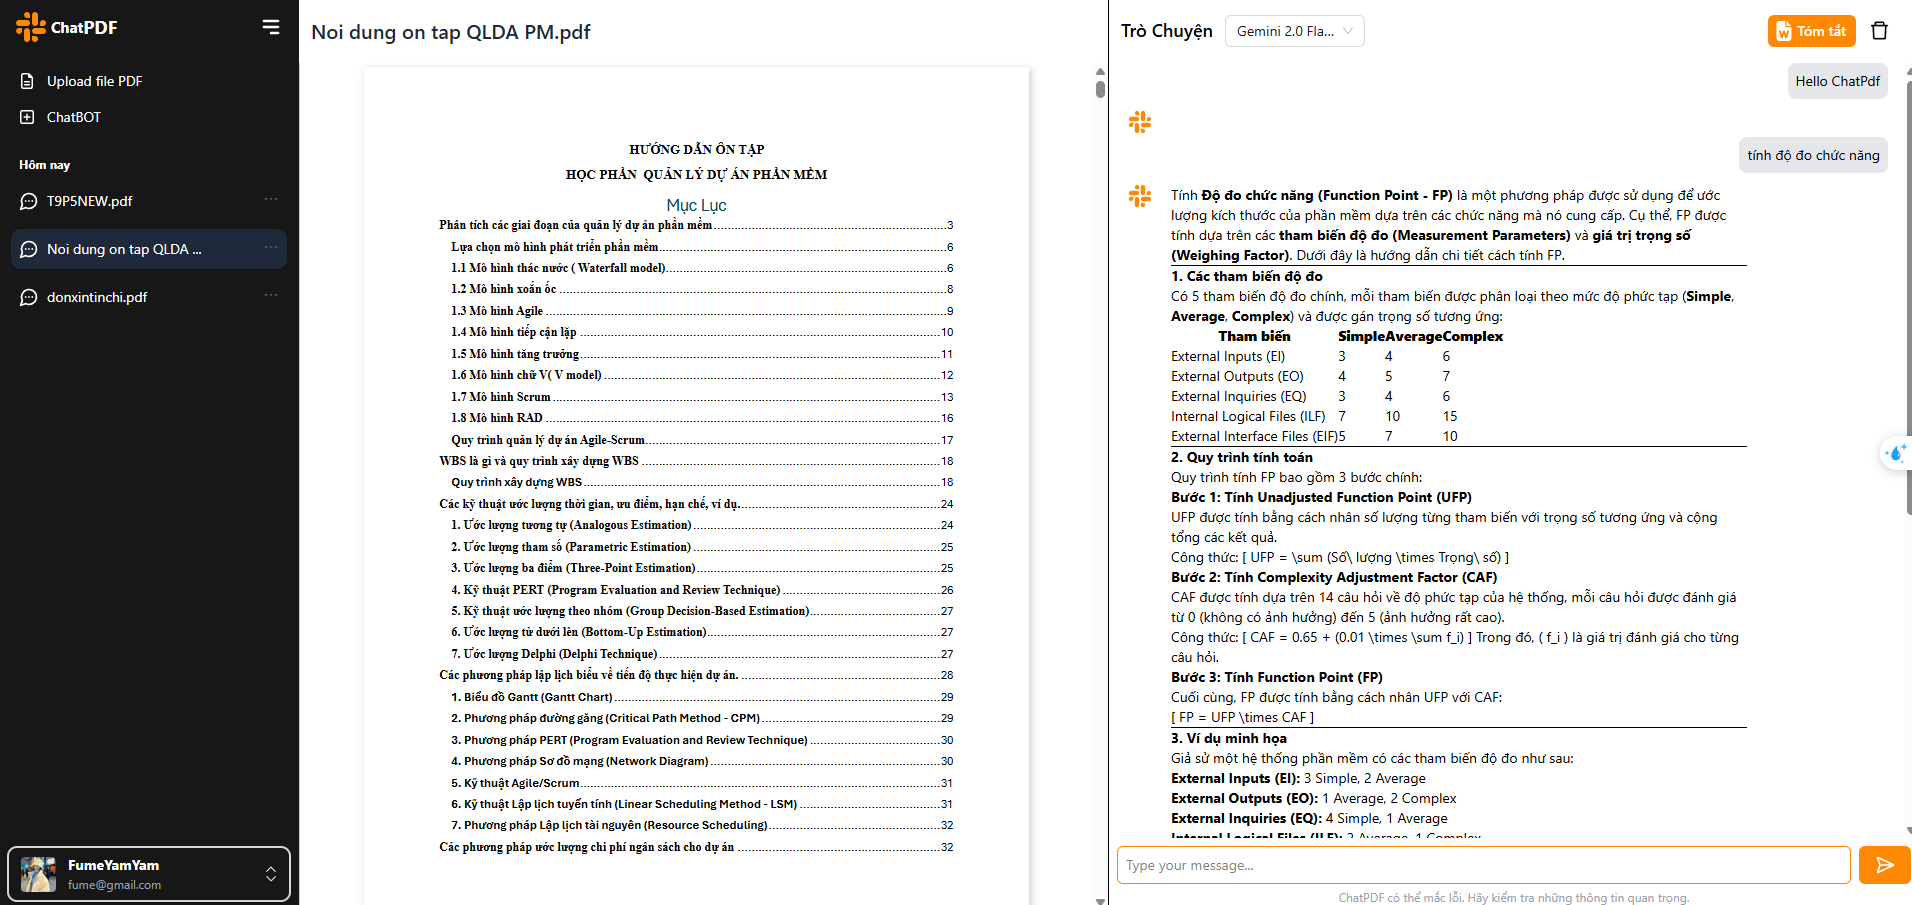 ChatPDF
Upload file PDF
ChatBOT
Hôm nay
T9P5NEW.pdf
Noi dung on tap QLDA ...
donxintinchi.pdf
FumeYamYam
fume@gmail.com
Noi dung on tap QLDA PM.pdf
HƯỚNG DẪN ÔN TẬP
HỌC PHẦN QUẢN LÝ DỰ ÁN PHẦN MỀM
Mục Lục
Phân tích các giai đoạn của quản lý dự án phần mềm 3
Lựa chọn mô hình phát triển phần mềm 6
1.1 Mô hình thác nước ( Waterfall model) 6
1.2 Mô hình xoắn ốc 8
1.3 Mô hình Agile 9
1.4 Mô hình tiếp cận lặp 10
1.5 Mô hình tăng trưởng 11
1.6 Mô hình chữ V( V model) 12
1.7 Mô hình Scrum 13
1.8 Mô hình RAD 16
Quy trình quản lý dự án Agile-Scrum 17
WBS là gì và quy trình xây dựng WBS 18
Quy trình xây dựng WBS 18
Các kỹ thuật ước lượng thời gian, ưu điểm, hạn chế, ví dụ. 24
1. Ước lượng tương tự (Analogous Estimation) 24
2. Ước lượng tham số (Parametric Estimation) 25
3. Ước lượng ba điểm (Three-Point Estimation) 25
4. Kỹ thuật PERT (Program Evaluation and Review Technique) 26
5. Kỹ thuật ước lượng theo nhóm (Group Decision-Based Estimation) 27
6. Ước lượng từ dưới lên (Bottom-Up Estimation) 27
7. Ước lượng Delphi (Delphi Technique) 27
Các phương pháp lập lịch biểu về tiến độ thực hiện dự án. 28
1. Biểu đồ Gantt (Gantt Chart) 29
2. Phương pháp đường găng (Critical Path Method - CPM) 29
3. Phương pháp PERT (Program Evaluation and Review Technique) 30
4. Phương pháp Sơ đồ mạng (Network Diagram) 30
5. Kỹ thuật Agile/Scrum 31
6. Kỹ thuật Lập lịch tuyến tính (Linear Scheduling Method - LSM) 31
7. Phương pháp Lập lịch tài nguyên (Resource Scheduling) 32
Các phương pháp ước lượng chi phí ngân sách cho dự án 32
Trò Chuyện
Gemini 2.0 Fla...
Tóm tắt
Hello ChatPdf
tính độ đo chức năng
Tính Độ đo chức năng (Function Point - FP) là một phương pháp được sử dụng để ước
lượng kích thước của phần mềm dựa trên các chức năng mà nó cung cấp. Cụ thể, FP được
tính dựa trên các tham biến độ đo (Measurement Parameters) và giá trị trọng số
(Weighing Factor). Dưới đây là hướng dẫn chi tiết cách tính FP.
1. Các tham biến độ đo
Có 5 tham biến độ đo chính, mỗi tham biến được phân loại theo mức độ phức tạp (Simple,
Average, Complex) và được gán trọng số tương ứng:
Tham biến Simple Average Complex
External Inputs (EI) 3 4 6
External Outputs (EO) 4 5 7
External Inquiries (EQ) 3 4 6
Internal Logical Files (ILF) 7 10 15
External Interface Files (EIF) 5 7 10
2. Quy trình tính toán
Quy trình tính FP bao gồm 3 bước chính:
Bước 1: Tính Unadjusted Function Point (UFP)
UFP được tính bằng cách nhân số lượng từng tham biến với trọng số tương ứng và cộng
tổng các kết quả.
Công thức: [ UFP = \sum (Số\ lượng \times Trọng\ số) ]
Bước 2: Tính Complexity Adjustment Factor (CAF)
CAF được tính dựa trên 14 câu hỏi về độ phức tạp của hệ thống, mỗi câu hỏi được đánh giá
từ 0 (không có ảnh hưởng) đến 5 (ảnh hưởng rất cao).
Công thức: [ CAF = 0.65 + (0.01 \times \sum f_i) ] Trong đó, ( f_i ) là giá trị đánh giá cho từng
câu hỏi.
Bước 3: Tính Function Point (FP)
Cuối cùng, FP được tính bằng cách nhân UFP với CAF:
[ FP = UFP \times CAF ]
3. Ví dụ minh họa
Giả sử một hệ thống phần mềm có các tham biến độ đo như sau:
External Inputs (EI): 3 Simple, 2 Average
External Outputs (EO): 1 Average, 2 Complex
External Inquiries (EQ): 4 Simple, 1 Average
Internal Logical Files (ILF): 2 Average, 1 Complex
Type your message...
ChatPDF có thể mắc lỗi. Hãy kiểm tra những thông tin quan trọng.